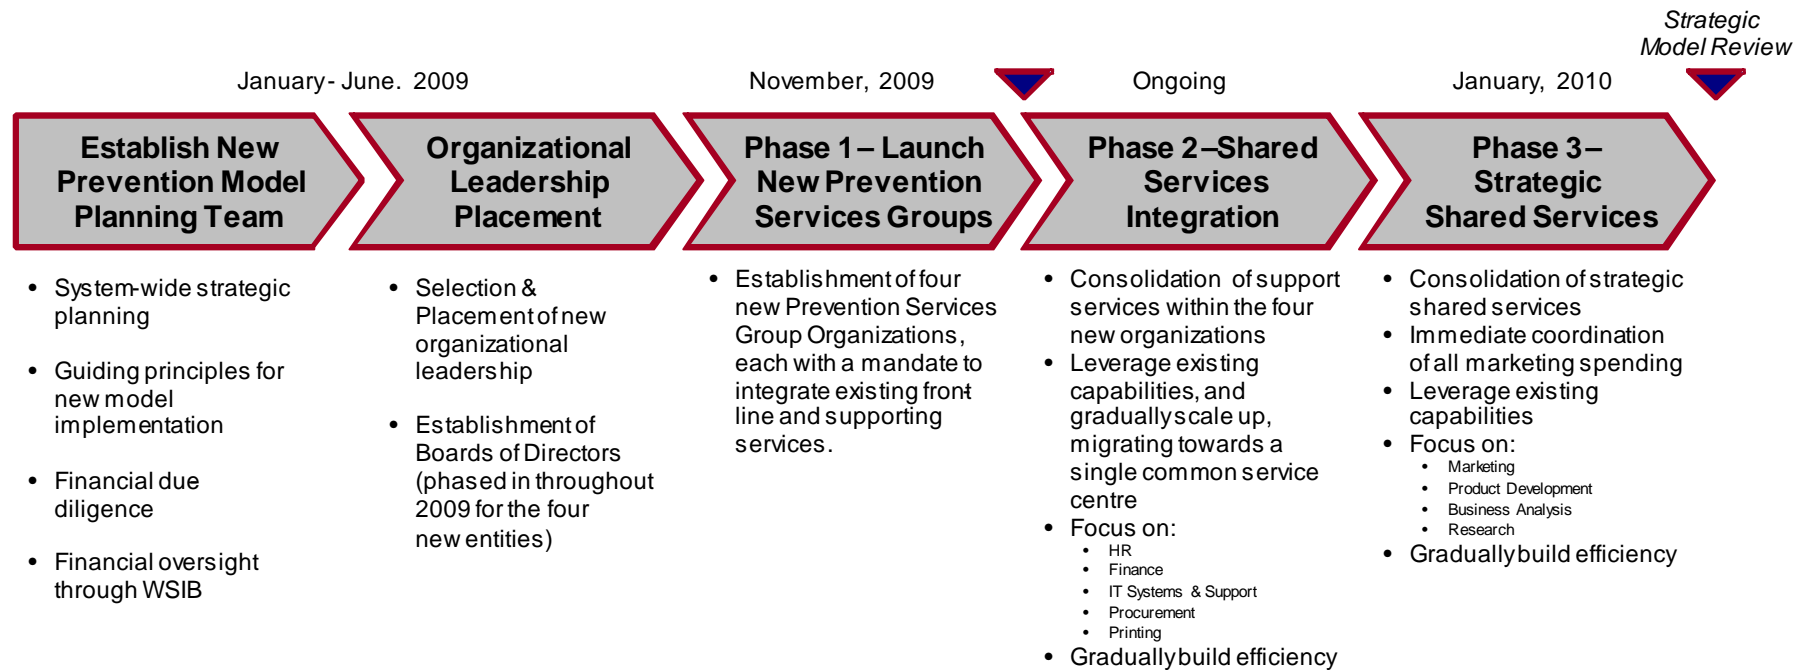 Strategic
Model Review
January- June. 2009
November, 2009
Ongoing
January, 2010
Establish New
Prevention Model
Planning Team
Organizational
Leadership
Placement
Phase 1 – Launch
New Prevention
Services Groups
Phase 2 –Shared
Services
Integration
Phase 3 –
Strategic
Shared Services
• System-wide strategic
planning
• Guiding principles for
new model
implementation
• Financial due
diligence
• Financial oversight
through WSIB
• Selection &
Placement of new
organizational
leadership
• Establishment of
Boards of Directors
(phased in throughout
2009 for the four
new entities)
• Establishment of four
new Prevention Services
Group Organizations,
each with a mandate to
integrate existing front-
line and supporting
services.
• Consolidation of support
services within the four
new organizations
• Leverage existing
capabilities, and
gradually scale up,
migrating towards a
single common service
centre
• Focus on:
• HR
• Finance
• IT Systems & Support
• Procurement
• Printing
• Gradually build efficiency
• Consolidation of strategic
shared services
• Immediate coordination
of all marketing spending
• Leverage existing
capabilities
• Focus on:
• Marketing
• Product Development
• Business Analysis
• Research
• Gradually build efficiency